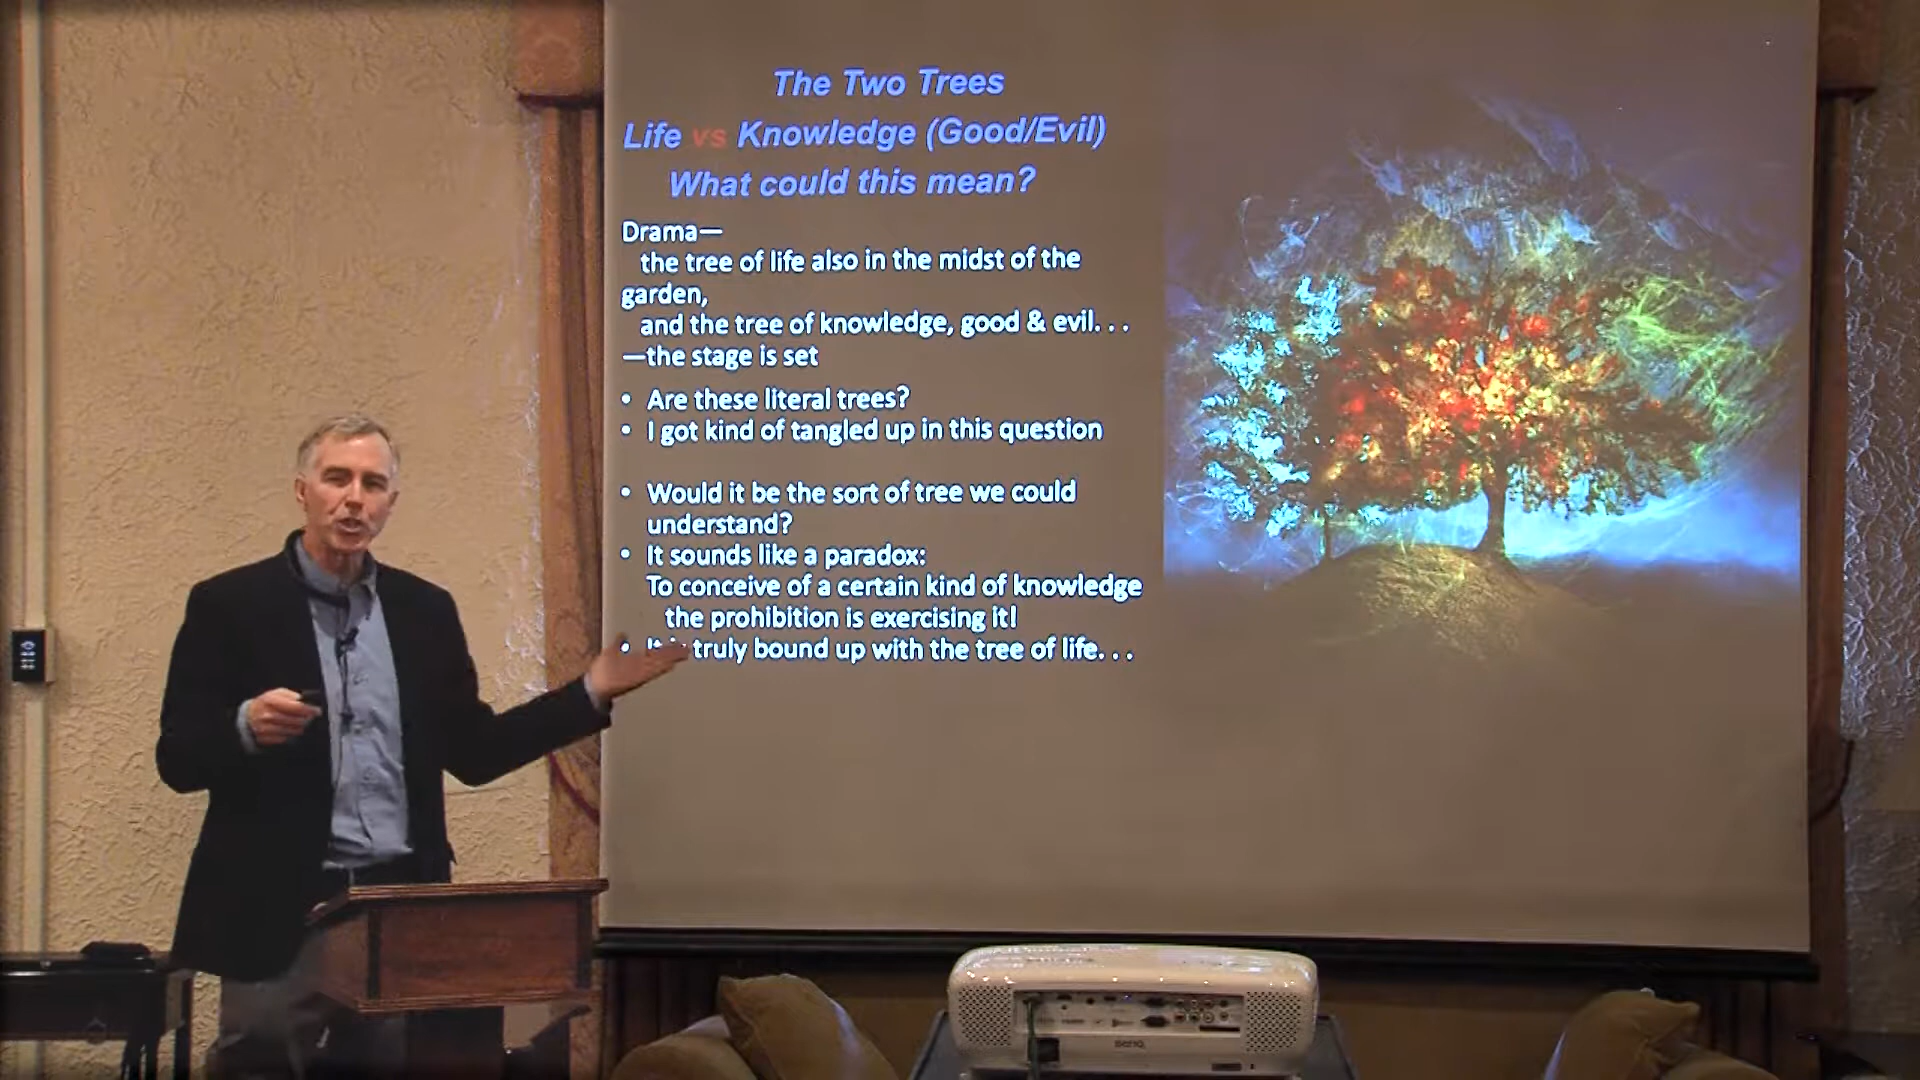 The Two Trees
Life vs Knowledge (Good/Evil)
What could this mean?
Drama—
the tree of life also in the midst of the
garden,
and the tree of knowledge, good & evil. . .
—the stage is set
• Are these literal trees?
• I got kind of tangled up in this question
• Would it be the sort of tree we could
understand?
• It sounds like a paradox:
To conceive of a certain kind of knowledge
the prohibition is exercising it!
• It truly bound up with the tree of life. . .
BenQ